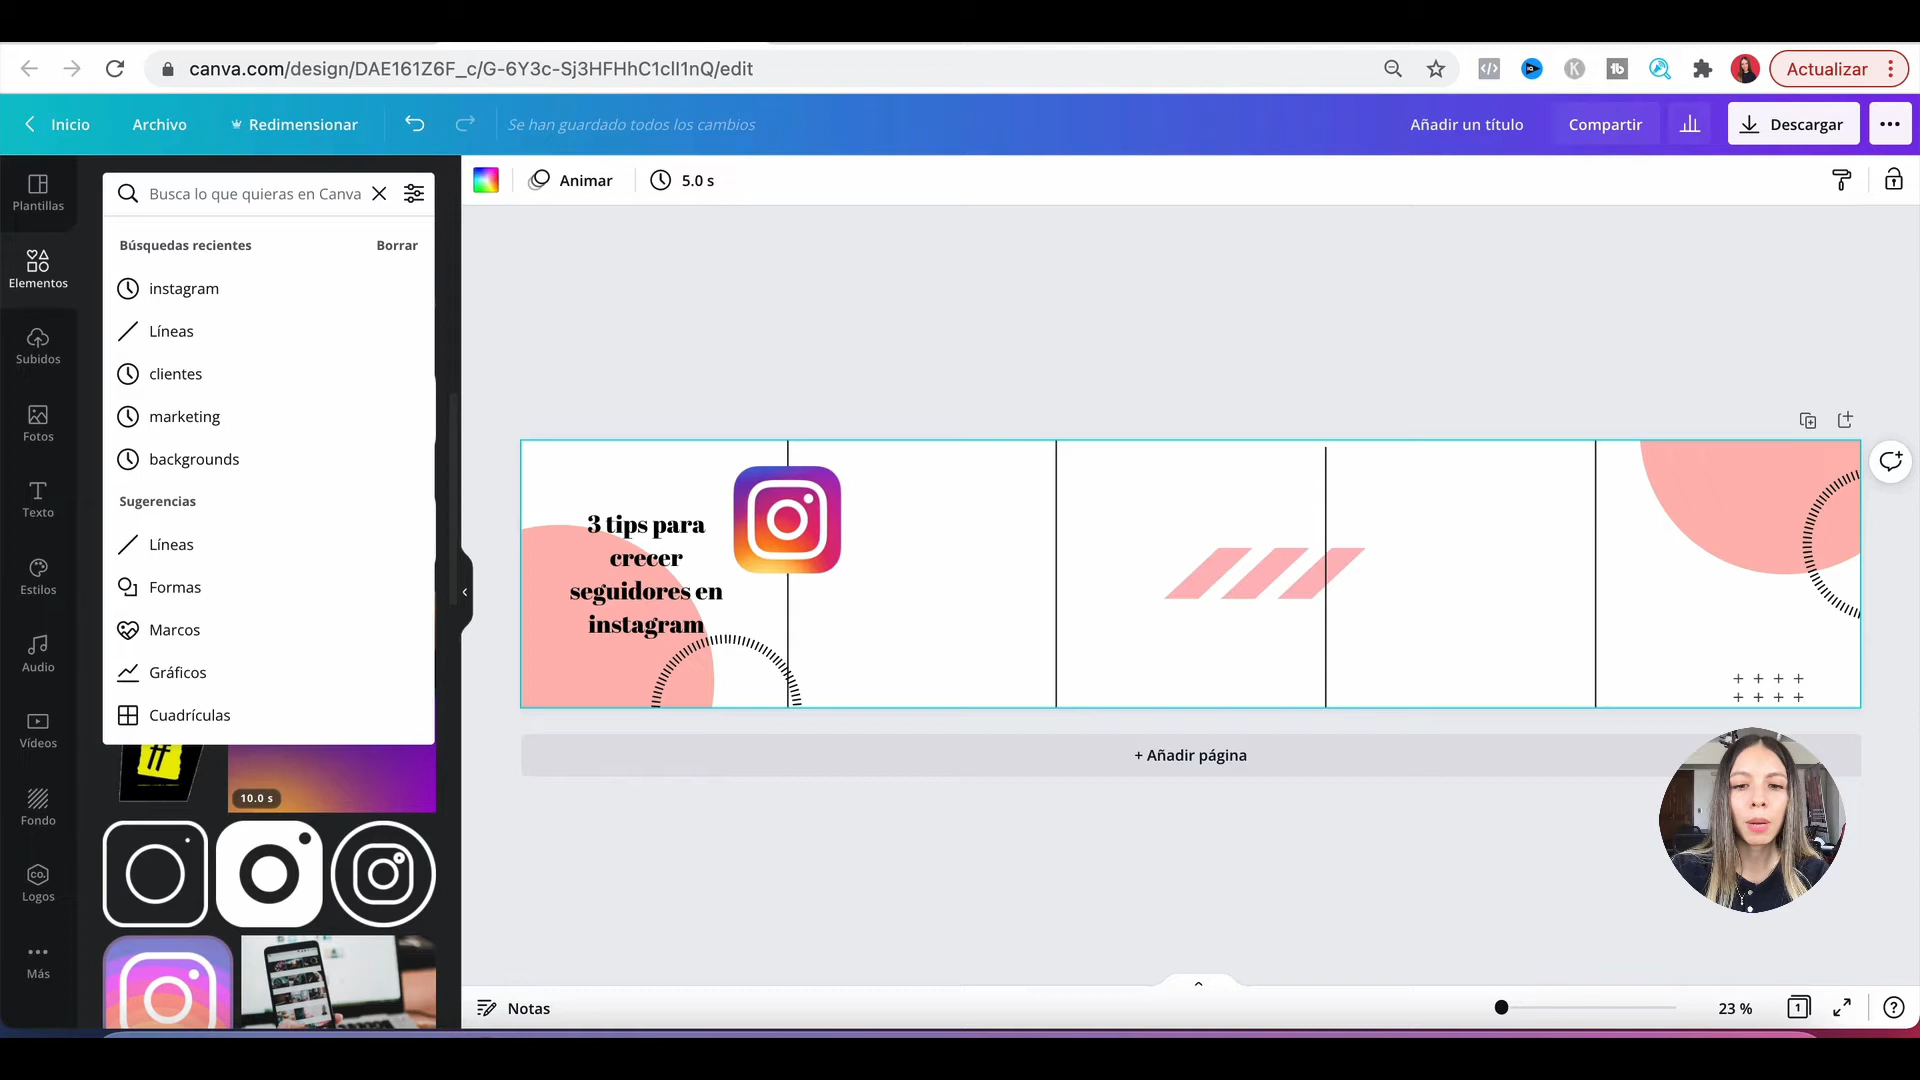 canva.com/design/DAE161Z6F_c/G-6Y3c-Sj3HFHhC1clI1nQ/edit
Actualizar
Inicio
Archivo
Redimensionar
Se han guardado todos los cambios
Añadir un título
Compartir
Descargar
Plantillas
Elementos
Subidos
Fotos
Texto
Estilos
Audio
Vídeos
Fondo
CO.
Logos
Más
Busca lo que quieras en Canva
Búsquedas recientes
Borrar
instagram
Líneas
clientes
marketing
backgrounds
Sugerencias
Líneas
Formas
Marcos
Gráficos
Cuadrículas
#
10.0 s
Animar
5.0 s
3 tips para
crecer
seguidores en
instagram
+ Añadir página
Notas
23 %
1